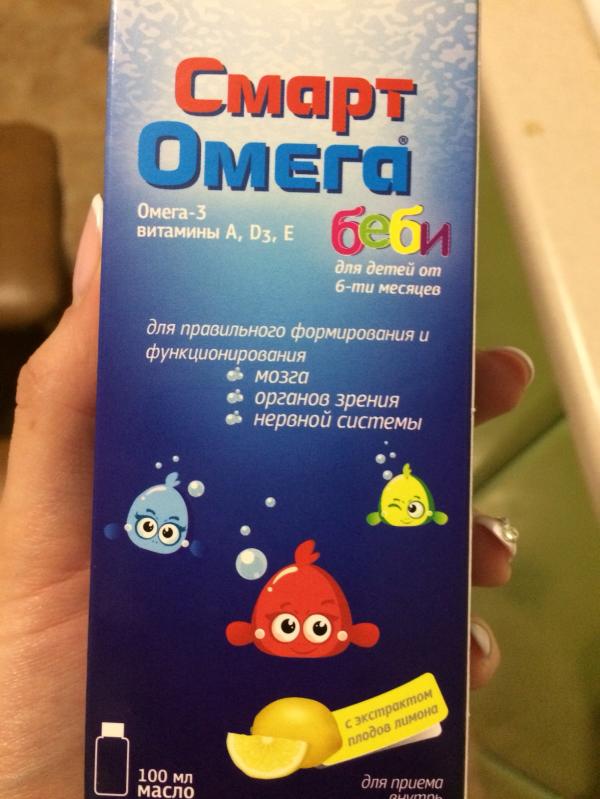 Смарт
Омега®
Омега-3
витамины A, D3, E
беби
для детей от
6-ти месяцев
для правильного формирования и
функционирования
мозга
органов зрения
нервной системы
с экстрактом
плодов лимона
100 мл
масло
для приема
внутрь